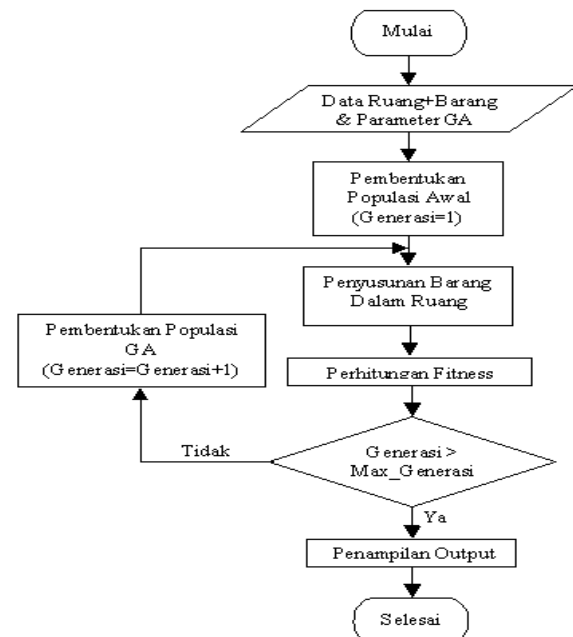 Mulai
Data Ruang+Barang
& Parameter GA
Pembentukan
Populasi Awal
(Generasi=1)
Penyusunan Barang
Dalam Ruang
Pembentukan Populasi
GA
(Generasi=Generasi+1)
Perhitungan Fitness
Generasi >
Max_Generasi
Tidak
Ya
Penampilan Output
Selesai